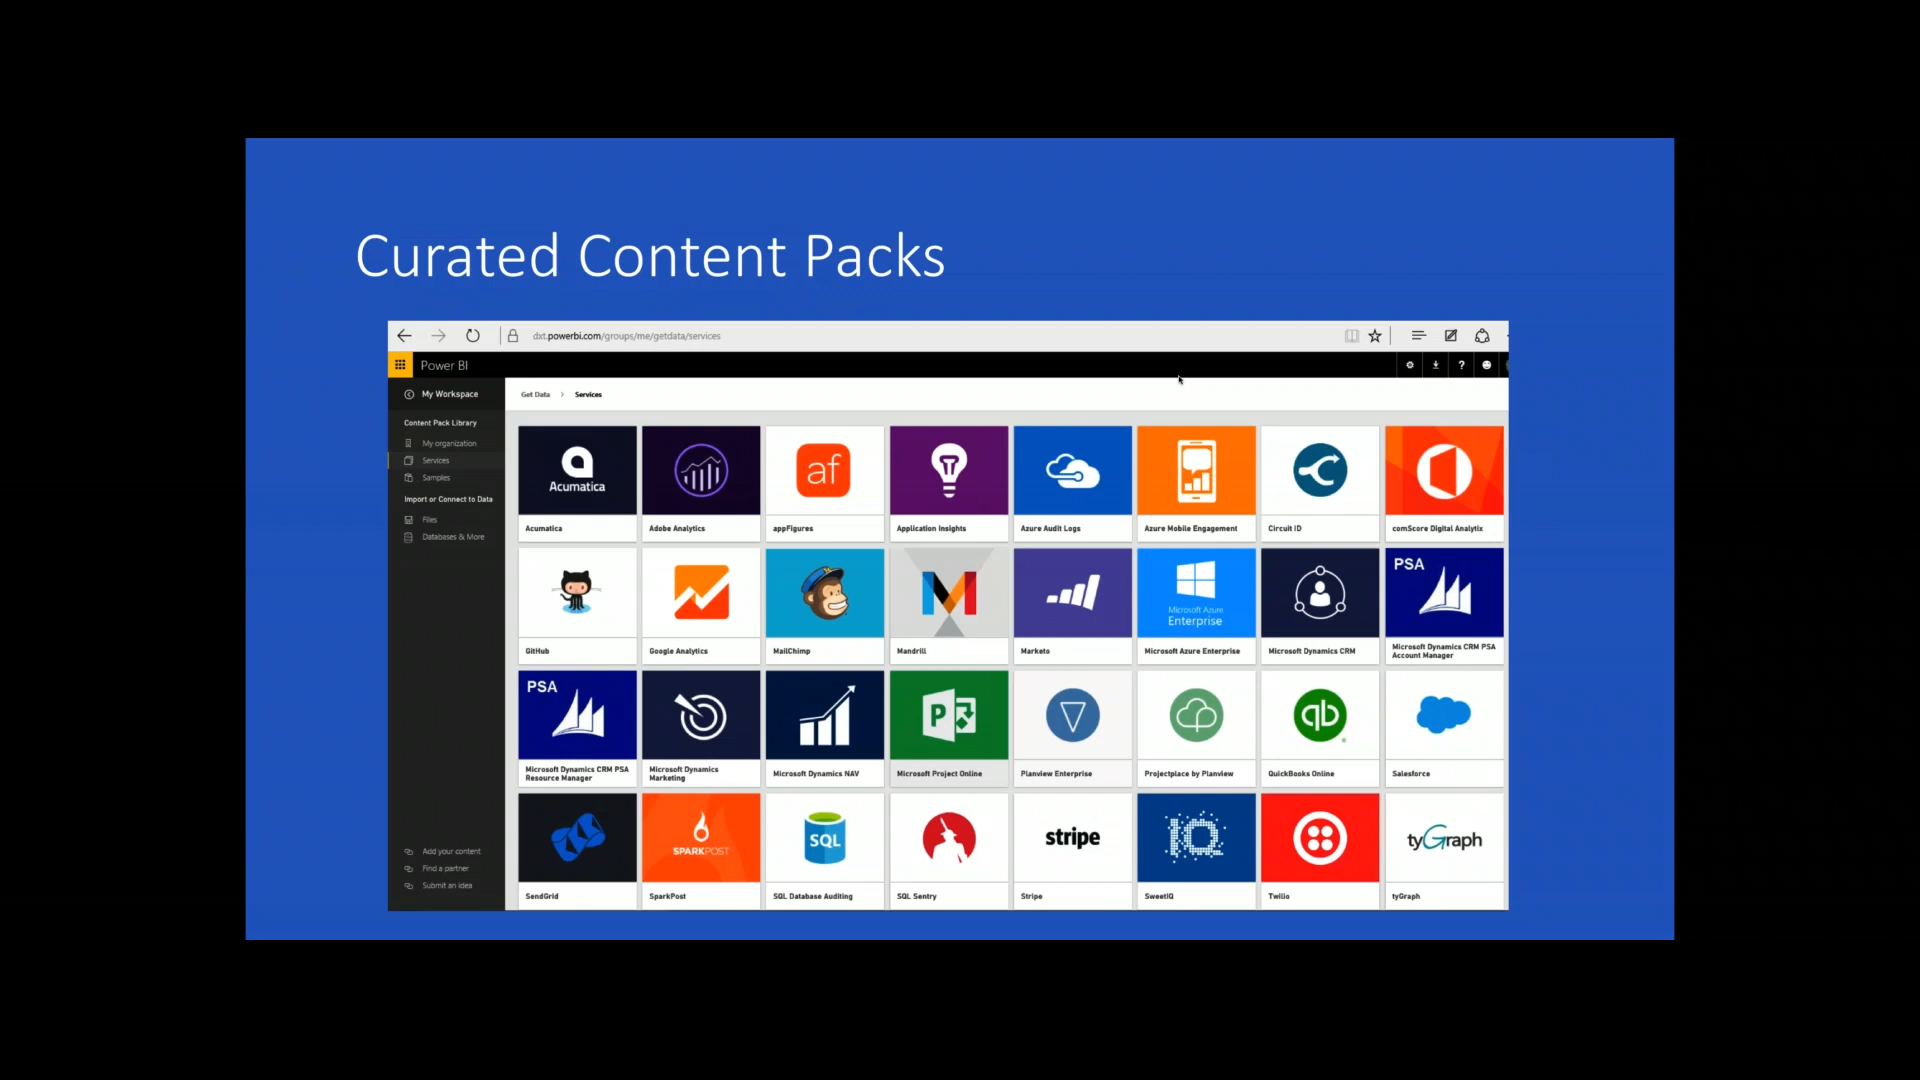 Curated Content Packs
dxt.powerbi.com/groups/me/getdata/services
Power BI
?
My Workspace
Get Data > Services
Content Pack Library
My organization
Services
Samples
Import or Connect to Data
Files
Databases & More
Add your content
Find a partner
Submit an idea
Acumatica
af
Acumatica
Adobe Analytics
appFigures
Application Insights
Azure Audit Logs
Azure Mobile Engagement
Circuit ID
comScore Digital Analytix
Microsoft Azure
Enterprise
PSA
GitHub
Google Analytics
MailChimp
Mandrill
Marketo
Microsoft Azure Enterprise
Microsoft Dynamics CRM
Microsoft Dynamics CRM PSA
Account Manager
PSA
P
qb
Microsoft Dynamics CRM PSA
Resource Manager
Microsoft Dynamics
Marketing
Microsoft Dynamics NAV
Microsoft Project Online
Planview Enterprise
Projectplace by Planview
QuickBooks Online
Salesforce
SPARKPOST
SQL
stripe
IQ
tyGraph
SendGrid
SparkPost
SQL Database Auditing
SQL Sentry
Stripe
SweetIQ
Twilio
tyGraph